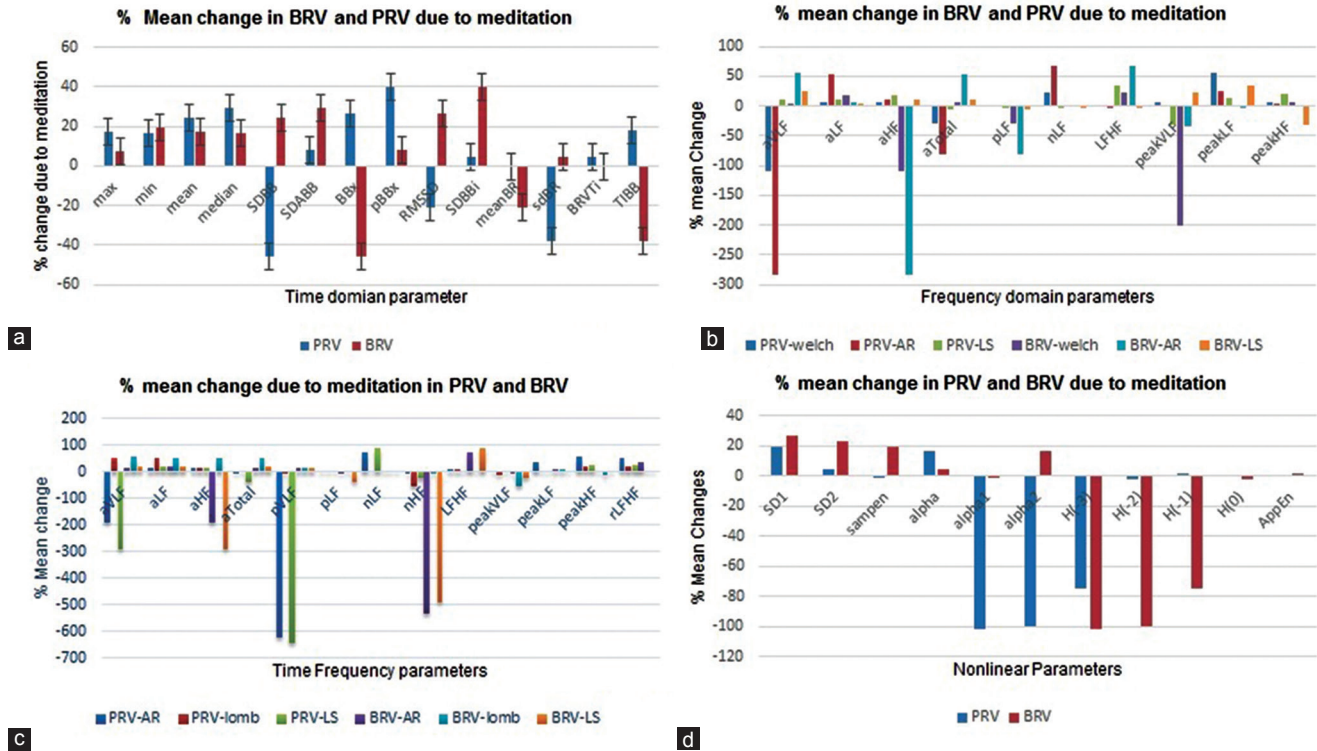 % Mean change in BRV and PRV due to meditation
% change due to meditation
60
40
20
0
-20
-40
-60
max
min
mean
median
SDBB
SDABB
BBx
pBBx
RMSSD
SDBBi
meanBR
sdBR
BRVTi
TIBB
Time domian parameter
PRV
BRV
a
% mean change in BRV and PRV due to meditation
% mean Change
100
50
0
-50
-100
-150
-200
-250
-300
aVLF
aLF
aHF
aTotal
pLF
nLF
LFHF
peakVLF
peakLF
peakHF
Frequency domain parameters
PRV-welch
PRV-AR
PRV-LS
BRV-welch
BRV-AR
BRV-LS
b
% mean change due to meditation in PRV and BRV
% Mean change
200
100
0
-100
-200
-300
-400
-500
-600
-700
aVLF
aLF
aHF
aTotal
pVLF
pLF
nLF
nHF
LFHF
peakVLF
peakLF
peakHF
rLFHF
Time Frequency parameters
PRV-AR
PRV-lomb
PRV-LS
BRV-AR
BRV-lomb
BRV-LS
c
% mean change in PRV and BRV due to meditation
% Mean Changes
40
20
0
-20
-40
-60
-80
-100
-120
SD1
SD2
sampen
alpha
alpha1
alpha2
H(-3)
H(-2)
H(-1)
H(0)
AppEn
Nonlinear Parameters
PRV
BRV
d